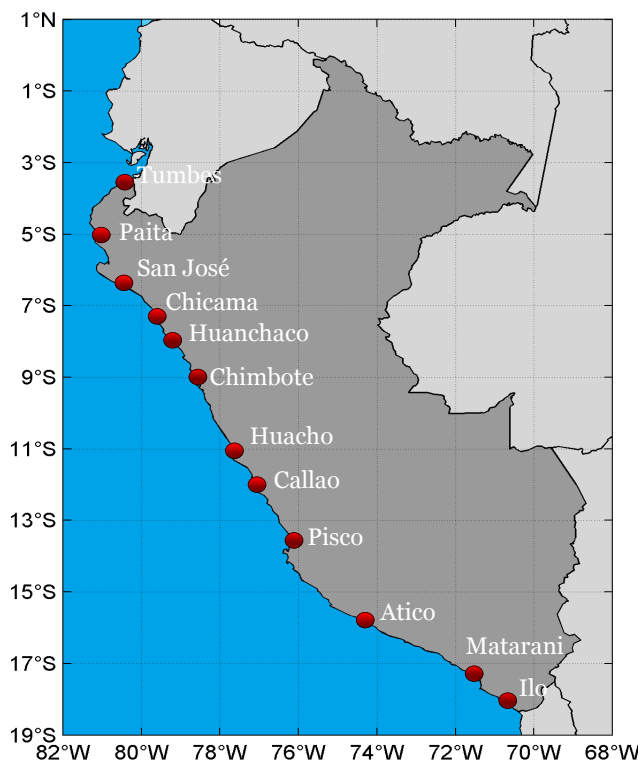 1°N
1°S
3°S
Tumbes
5°S
Paita
San José
7°S
Chicama
Huanchaco
9°S
Chimbote
11°S
Huacho
Callao
13°S
Pisco
15°S
Atico
Matarani
17°S
Ilo
19°S
82°W 80°W 78°W 76°W 74°W 72°W 70°W 68°W